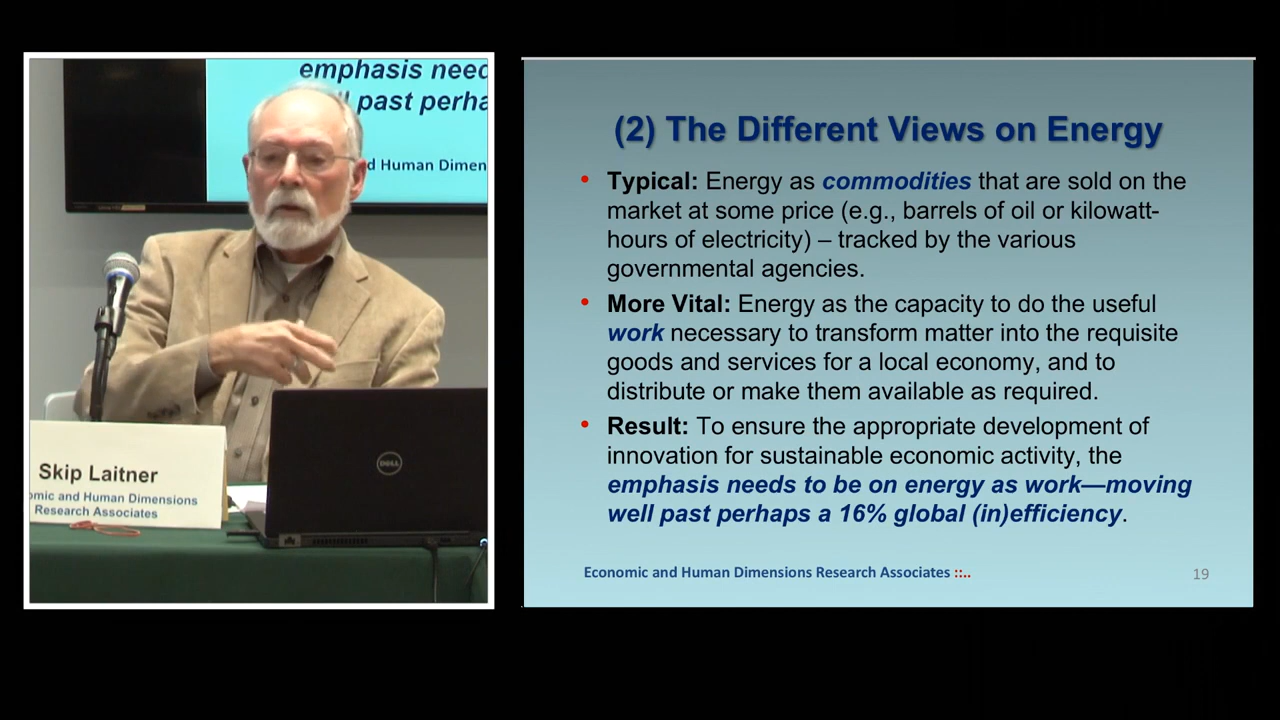 emphasis need
past perha
d Human Dimen
DELL
Skip Laitner
omic and Human Dimensions
Research Associates
(2) The Different Views on Energy
• Typical: Energy as commodities that are sold on the
market at some price (e.g., barrels of oil or kilowatt-
hours of electricity) – tracked by the various
governmental agencies.
• More Vital: Energy as the capacity to do the useful
work necessary to transform matter into the requisite
goods and services for a local economy, and to
distribute or make them available as required.
• Result: To ensure the appropriate development of
innovation for sustainable economic activity, the
emphasis needs to be on energy as work—moving
well past perhaps a 16% global (in)efficiency.
Economic and Human Dimensions Research Associates ::..
19